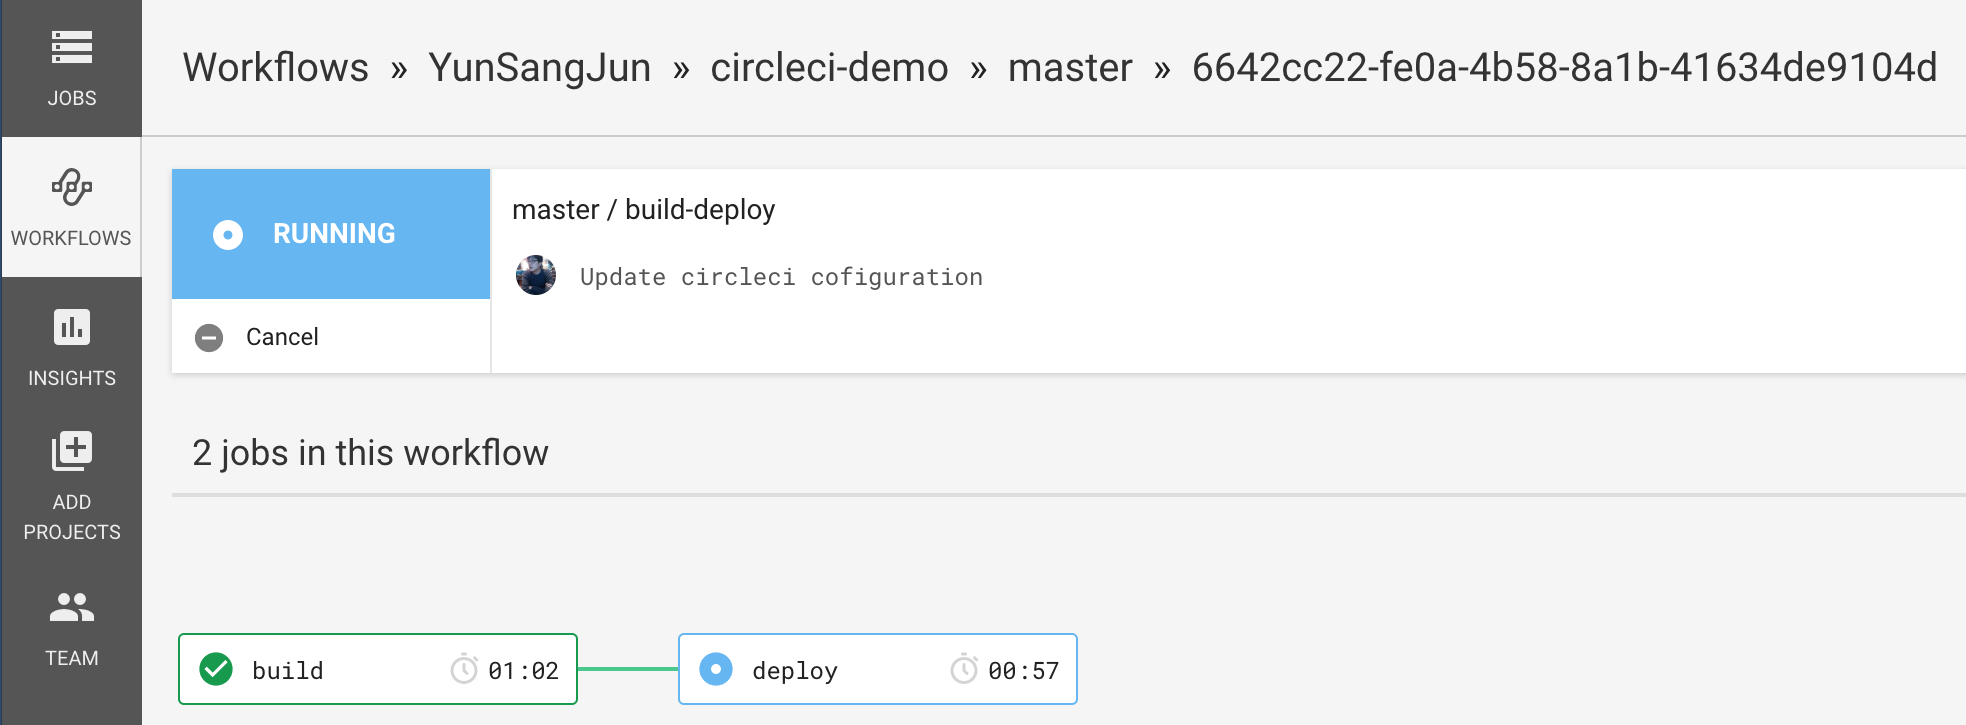 JOBS
WORKFLOWS
INSIGHTS
ADD
PROJECTS
TEAM
Workflows » YunSangJun » circleci-demo » master » 6642cc22-fe0a-4b58-8a1b-41634de9104d
RUNNING
Cancel
master / build-deploy
Update circleci cofiguration
2 jobs in this workflow
build 01:02
deploy 00:57